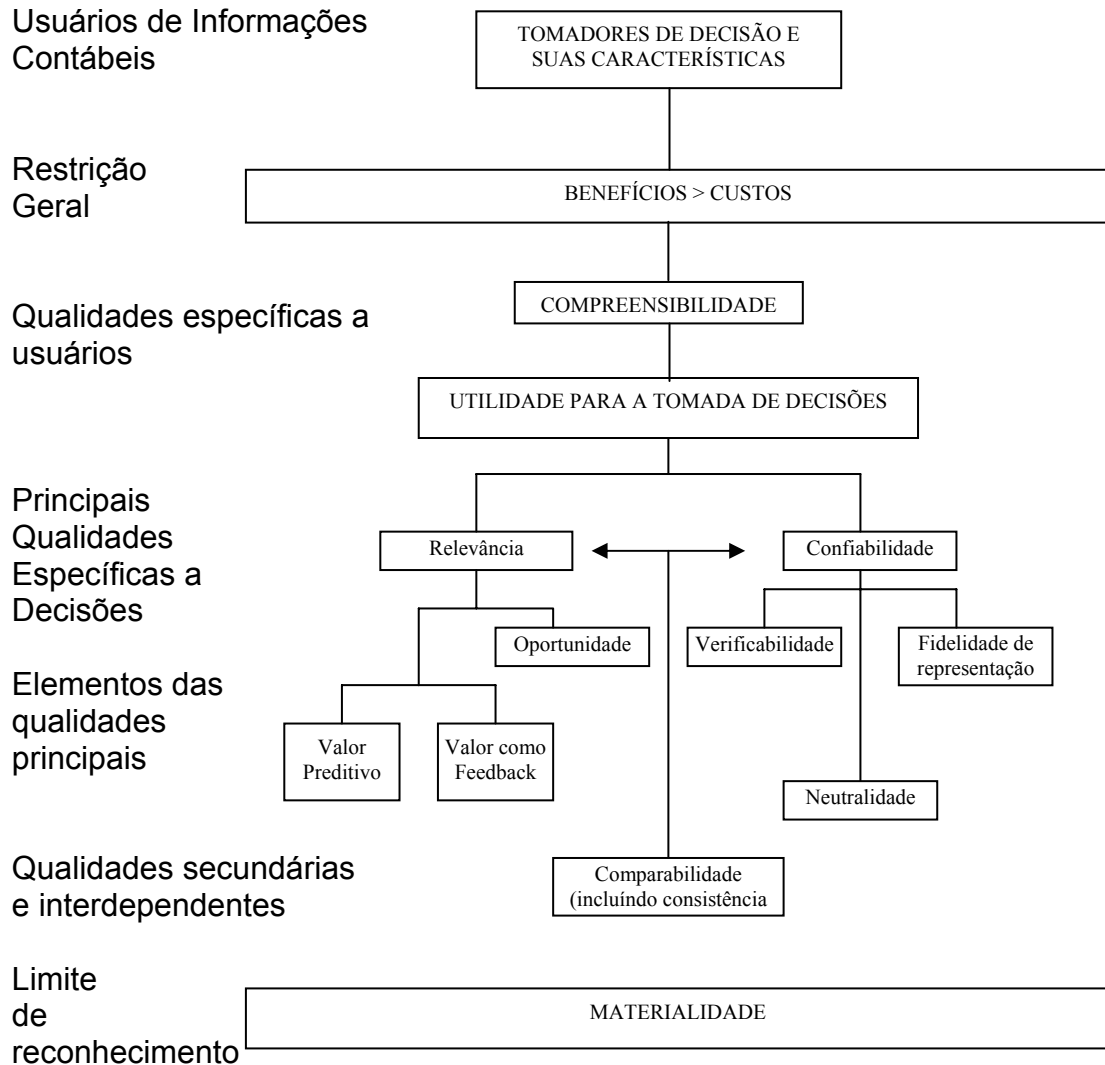 Usuários de Informações
Contábeis
TOMADORES DE DECISÃO E
SUAS CARACTERÍSTICAS
Restrição
Geral
BENEFÍCIOS > CUSTOS
COMPREENSIBILIDADE
Qualidades específicas a
usuários
UTILIDADE PARA A TOMADA DE DECISÕES
Principais
Qualidades
Específicas a
Decisões
Relevância
Confiabilidade
Oportunidade
Verificabilidade
Fidelidade de
representação
Elementos das
qualidades
principais
Valor
Preditivo
Valor como
Feedback
Neutralidade
Qualidades secundárias
e interdependentes
Comparabilidade
(incluíndo consistência
Limite
de
reconhecimento
MATERIALIDADE